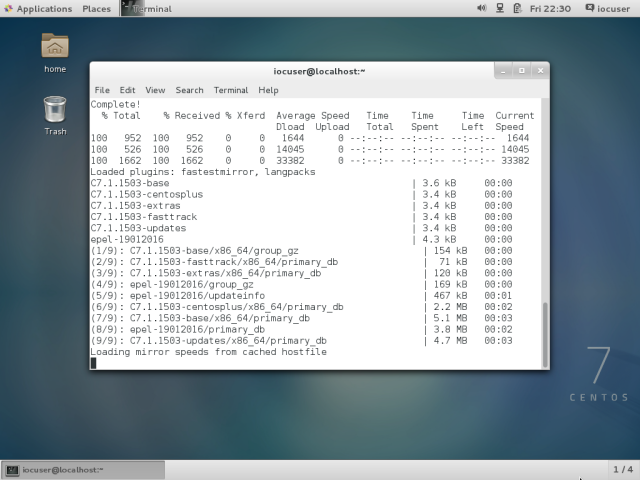 Applications Places Terminal Fri 22:30 iocuser
home
Trash
iocuser@localhost:~
File Edit View Search Terminal Help
Complete!
% Total % Received % Xferd Average Speed Time Time Time Current
Dload Upload Total Spent Left Speed
100 952 100 952 0 0 1644 0 --:--:-- --:--:-- --:--:-- 1644
100 526 100 526 0 0 14045 0 --:--:-- --:--:-- --:--:-- 14045
100 1662 100 1662 0 0 33382 0 --:--:-- --:--:-- --:--:-- 33382
Loaded plugins: fastestmirror, langpacks
C7.1.1503-base | 3.6 kB 00:00
C7.1.1503-centosplus | 3.4 kB 00:00
C7.1.1503-extras | 3.4 kB 00:00
C7.1.1503-fasttrack | 3.4 kB 00:00
C7.1.1503-updates | 3.4 kB 00:00
epel-19012016 | 4.3 kB 00:00
(1/9): C7.1.1503-base/x86_64/group_gz | 154 kB 00:00
(2/9): C7.1.1503-fasttrack/x86_64/primary_db | 71 kB 00:00
(3/9): C7.1.1503-extras/x86_64/primary_db | 120 kB 00:00
(4/9): epel-19012016/group_gz | 169 kB 00:00
(5/9): epel-19012016/updateinfo | 467 kB 00:01
(6/9): C7.1.1503-centosplus/x86_64/primary_db | 2.2 MB 00:02
(7/9): C7.1.1503-base/x86_64/primary_db | 5.1 MB 00:03
(8/9): epel-19012016/primary_db | 3.8 MB 00:02
(9/9): C7.1.1503-updates/x86_64/primary_db | 4.7 MB 00:03
Loading mirror speeds from cached hostfile
7
CENTOS
iocuser@localhost:~ 1 / 4